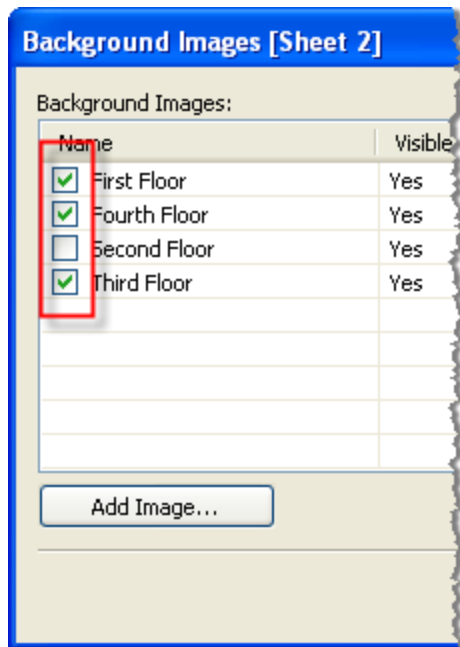 Background Images [Sheet 2]
Background Images:
Name Visible
First Floor Yes
Fourth Floor Yes
Second Floor Yes
Third Floor Yes
Add Image...